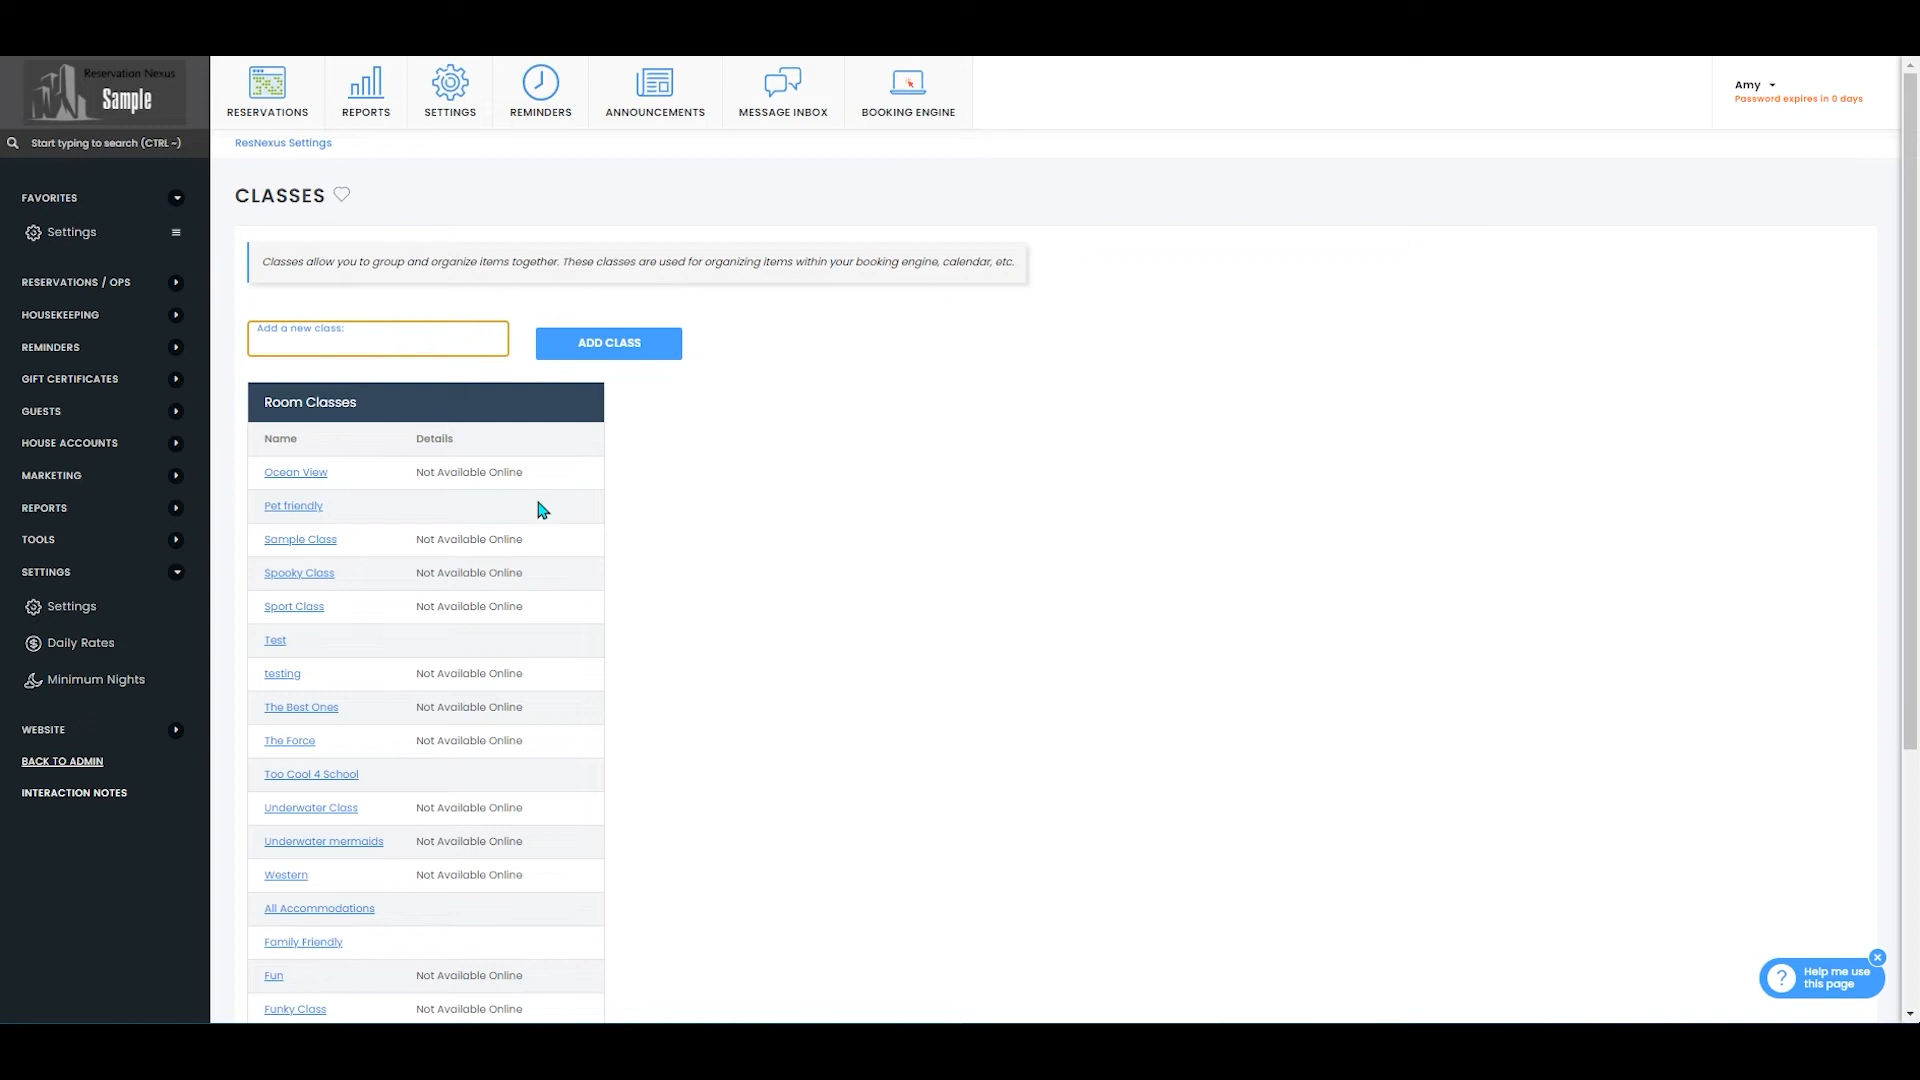 Reservation Nexus
Sample
RESERVATIONS
REPORTS
SETTINGS
REMINDERS
ANNOUNCEMENTS
MESSAGE INBOX
BOOKING ENGINE
Amy
Password expires in 0 days
Start typing to search (CTRL ~)
FAVORITES
Settings
RESERVATIONS / OPS
HOUSEKEEPING
REMINDERS
GIFT CERTIFICATES
GUESTS
HOUSE ACCOUNTS
MARKETING
REPORTS
TOOLS
SETTINGS
Settings
Daily Rates
Minimum Nights
WEBSITE
BACK TO ADMIN
INTERACTION NOTES
ResNexus Settings
CLASSES
Classes allow you to group and organize items together. These classes are used for organizing items within your booking engine, calendar, etc.
Add a new class:
ADD CLASS
Room Classes
Name Details
Ocean View Not Available Online
Pet friendly
Sample Class Not Available Online
Spooky Class Not Available Online
Sport Class Not Available Online
Test
testing Not Available Online
The Best Ones Not Available Online
The Force Not Available Online
Too Cool 4 School
Underwater Class Not Available Online
Underwater mermaids Not Available Online
Western Not Available Online
All Accommodations
Family Friendly
Fun Not Available Online
Funky Class Not Available Online
? Help me use
this page